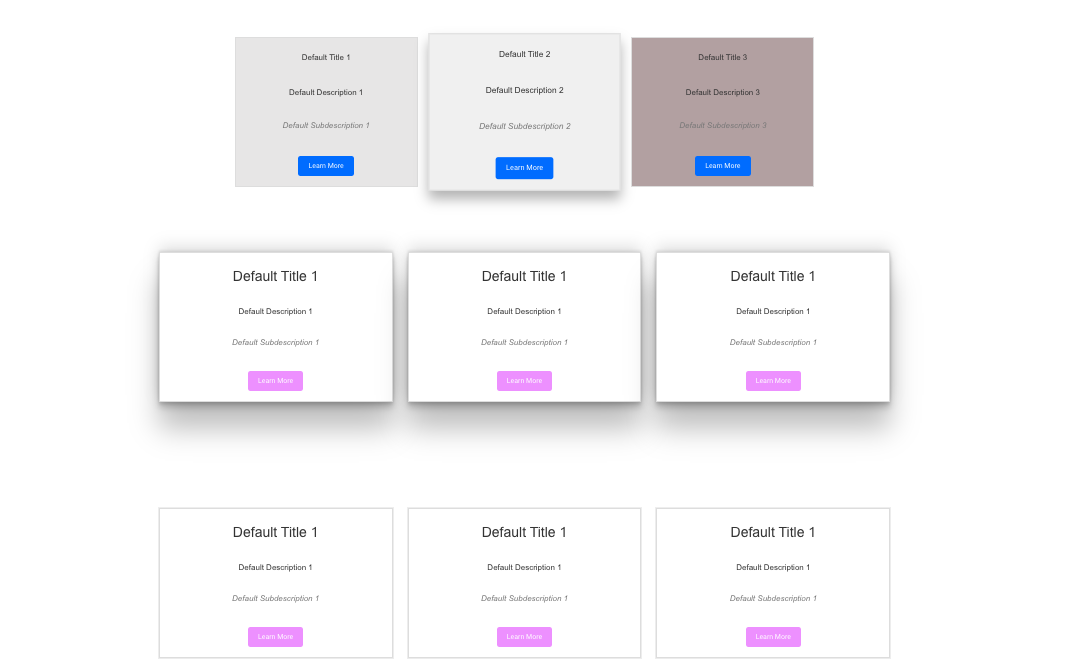 Default Title 1
Default Description 1
Default Subdescription 1
Learn More
Default Title 2
Default Description 2
Default Subdescription 2
Learn More
Default Title 3
Default Description 3
Default Subdescription 3
Learn More
Default Title 1
Default Description 1
Default Subdescription 1
Learn More
Default Title 1
Default Description 1
Default Subdescription 1
Learn More
Default Title 1
Default Description 1
Default Subdescription 1
Learn More
Default Title 1
Default Description 1
Default Subdescription 1
Learn More
Default Title 1
Default Description 1
Default Subdescription 1
Learn More
Default Title 1
Default Description 1
Default Subdescription 1
Learn More